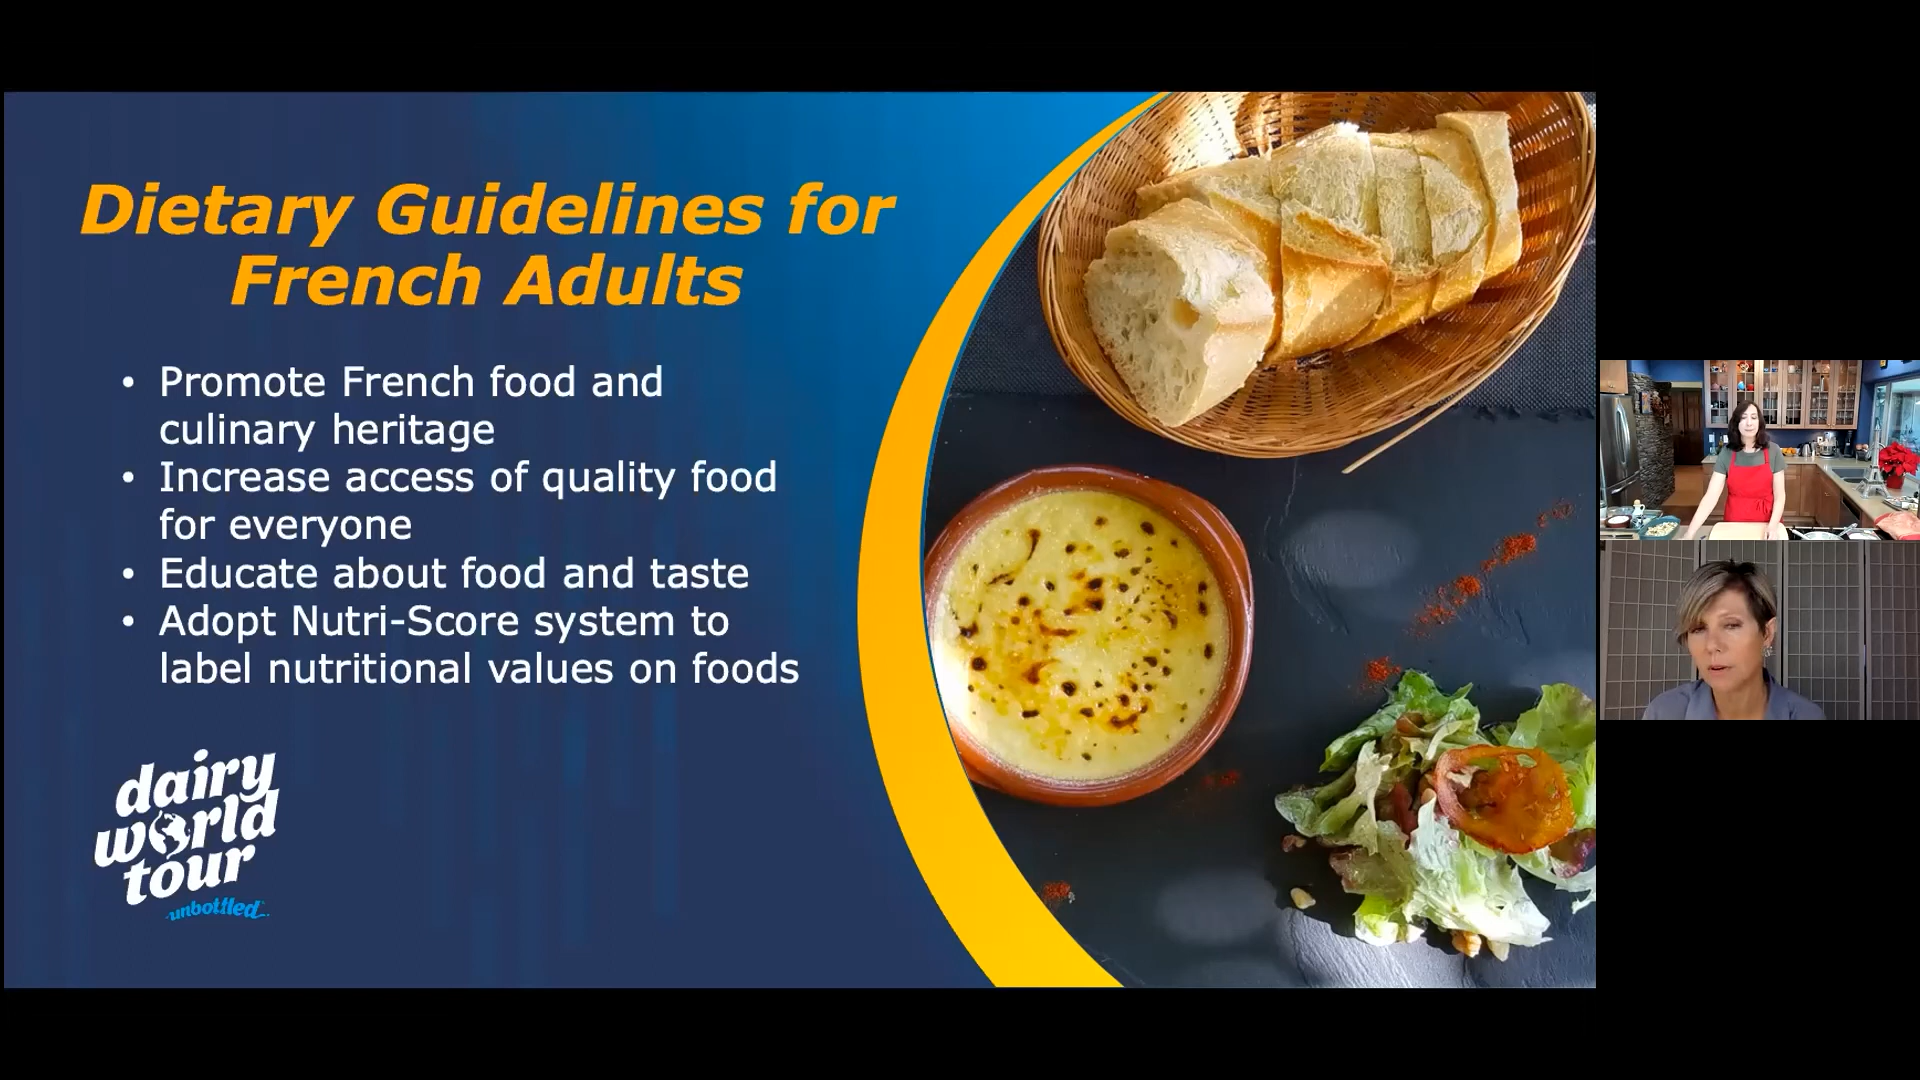 Dietary Guidelines for
French Adults
• Promote French food and
culinary heritage
• Increase access of quality food
for everyone
• Educate about food and taste
• Adopt Nutri-Score system to
label nutritional values on foods
dairy
world
tour
unbottled